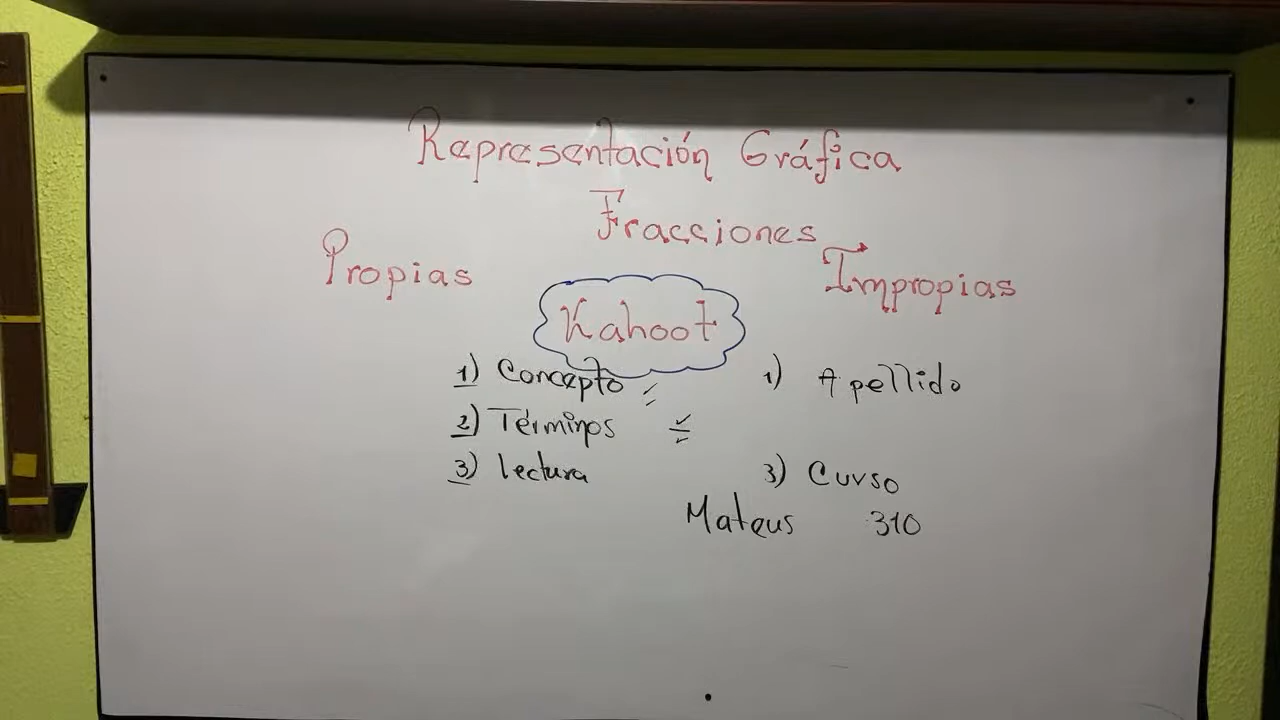 Representación Gráfica
Fracciones
Propias
Impropias
Kahoot
1) Concepto
2) Términos
3) lectura
1) Apellido
3) Curso
Mateus 310